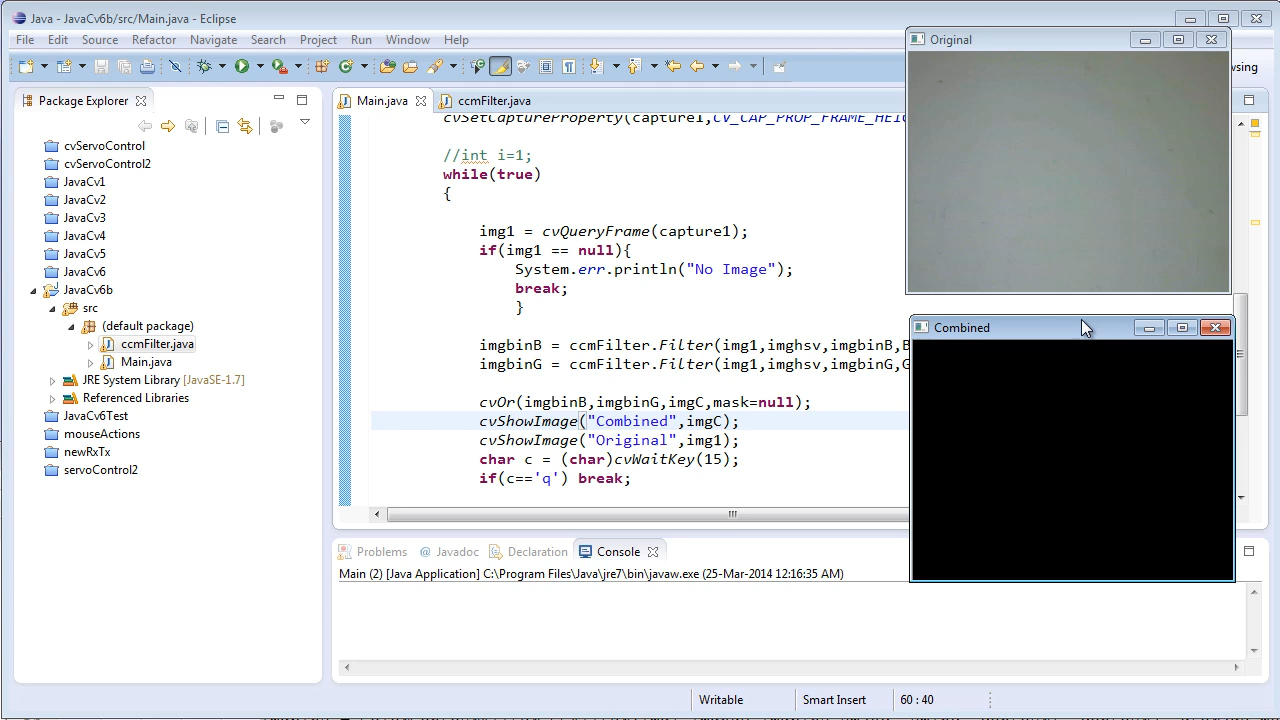 Java - JavaCv6b/src/Main.java - Eclipse
File Edit Source Refactor Navigate Search Project Run Window Help
Original
wsing
Package Explorer
Main.java
ccmFilter.java
cvServoControl
cvServoControl2
JavaCv1
JavaCv2
JavaCv3
JavaCv4
JavaCv5
JavaCv6
JavaCv6b
src
(default package)
ccmFilter.java
Main.java
JRE System Library [JavaSE-1.7]
Referenced Libraries
JavaCv6Test
mouseActions
newRxTx
servoControl2
cvSetCaptureProperty(capture1,CV_CAP_PROP_FRAME_HEIG
//int i=1;
while(true)
{
img1 = cvQueryFrame(capture1);
if(img1 == null){
System.err.println("No Image");
break;
}
imgbinB = ccmFilter.Filter(img1,imghsv,imgbinB,B
imgbinG = ccmFilter.Filter(img1,imghsv,imgbinG,G
cvOr(imgbinB,imgbinG,imgC,mask=null);
cvShowImage("Combined",imgC);
cvShowImage("Original",img1);
char c = (char)cvWaitKey(15);
if(c=='q') break;
Combined
Problems
@ Javadoc
Declaration
Console
Main (2) [Java Application] C:\Program Files\Java\jre7\bin\javaw.exe (25-Mar-2014 12:16:35 AM)
Writable
Smart Insert
60 : 40